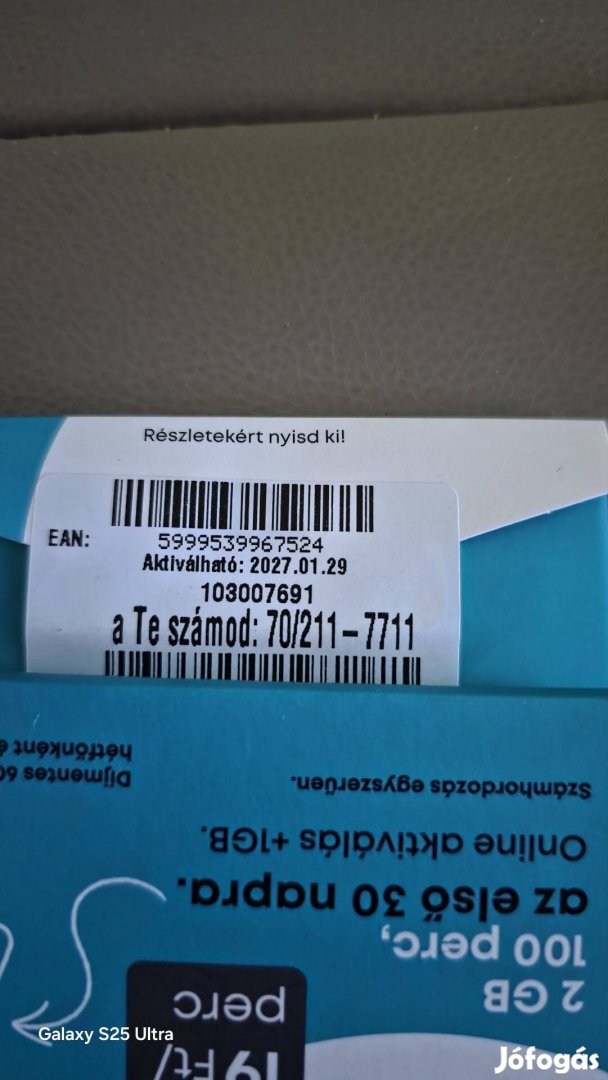 Részletekért nyisd ki!
EAN:
5999539967524
Aktiválható: 2027.01.29
103007691
a Te számod: 70/211-7711
2 GB
100 perc,
az első 30 napra.
Online aktiválás +1GB.
Számhordozás egyszerűen.
Díjmentes
hétfőnként
19 Ft/
perc
Galaxy S25 Ultra
Jófogás